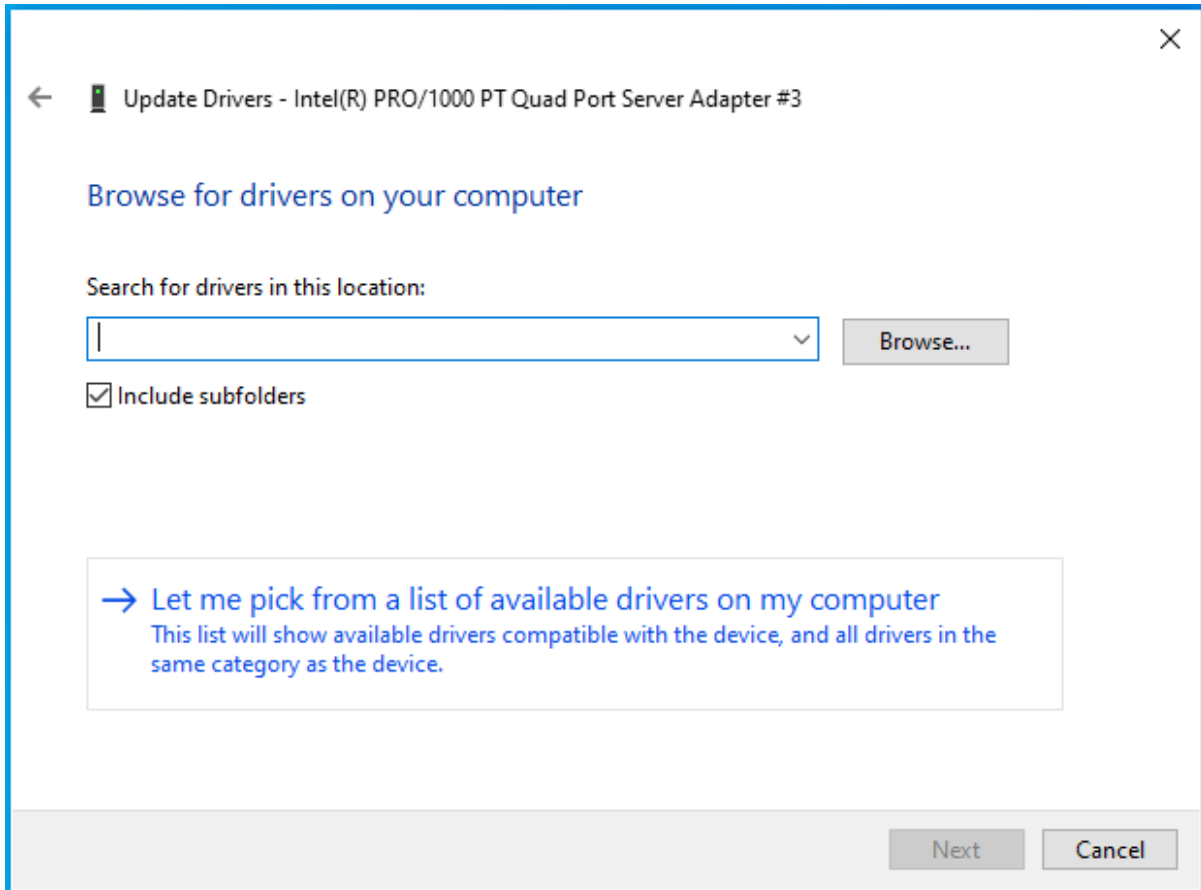 Update Drivers - Intel(R) PRO/1000 PT Quad Port Server Adapter #3
Browse for drivers on your computer
Search for drivers in this location:
Browse...
Include subfolders
Let me pick from a list of available drivers on my computer
This list will show available drivers compatible with the device, and all drivers in the
same category as the device.
Next
Cancel